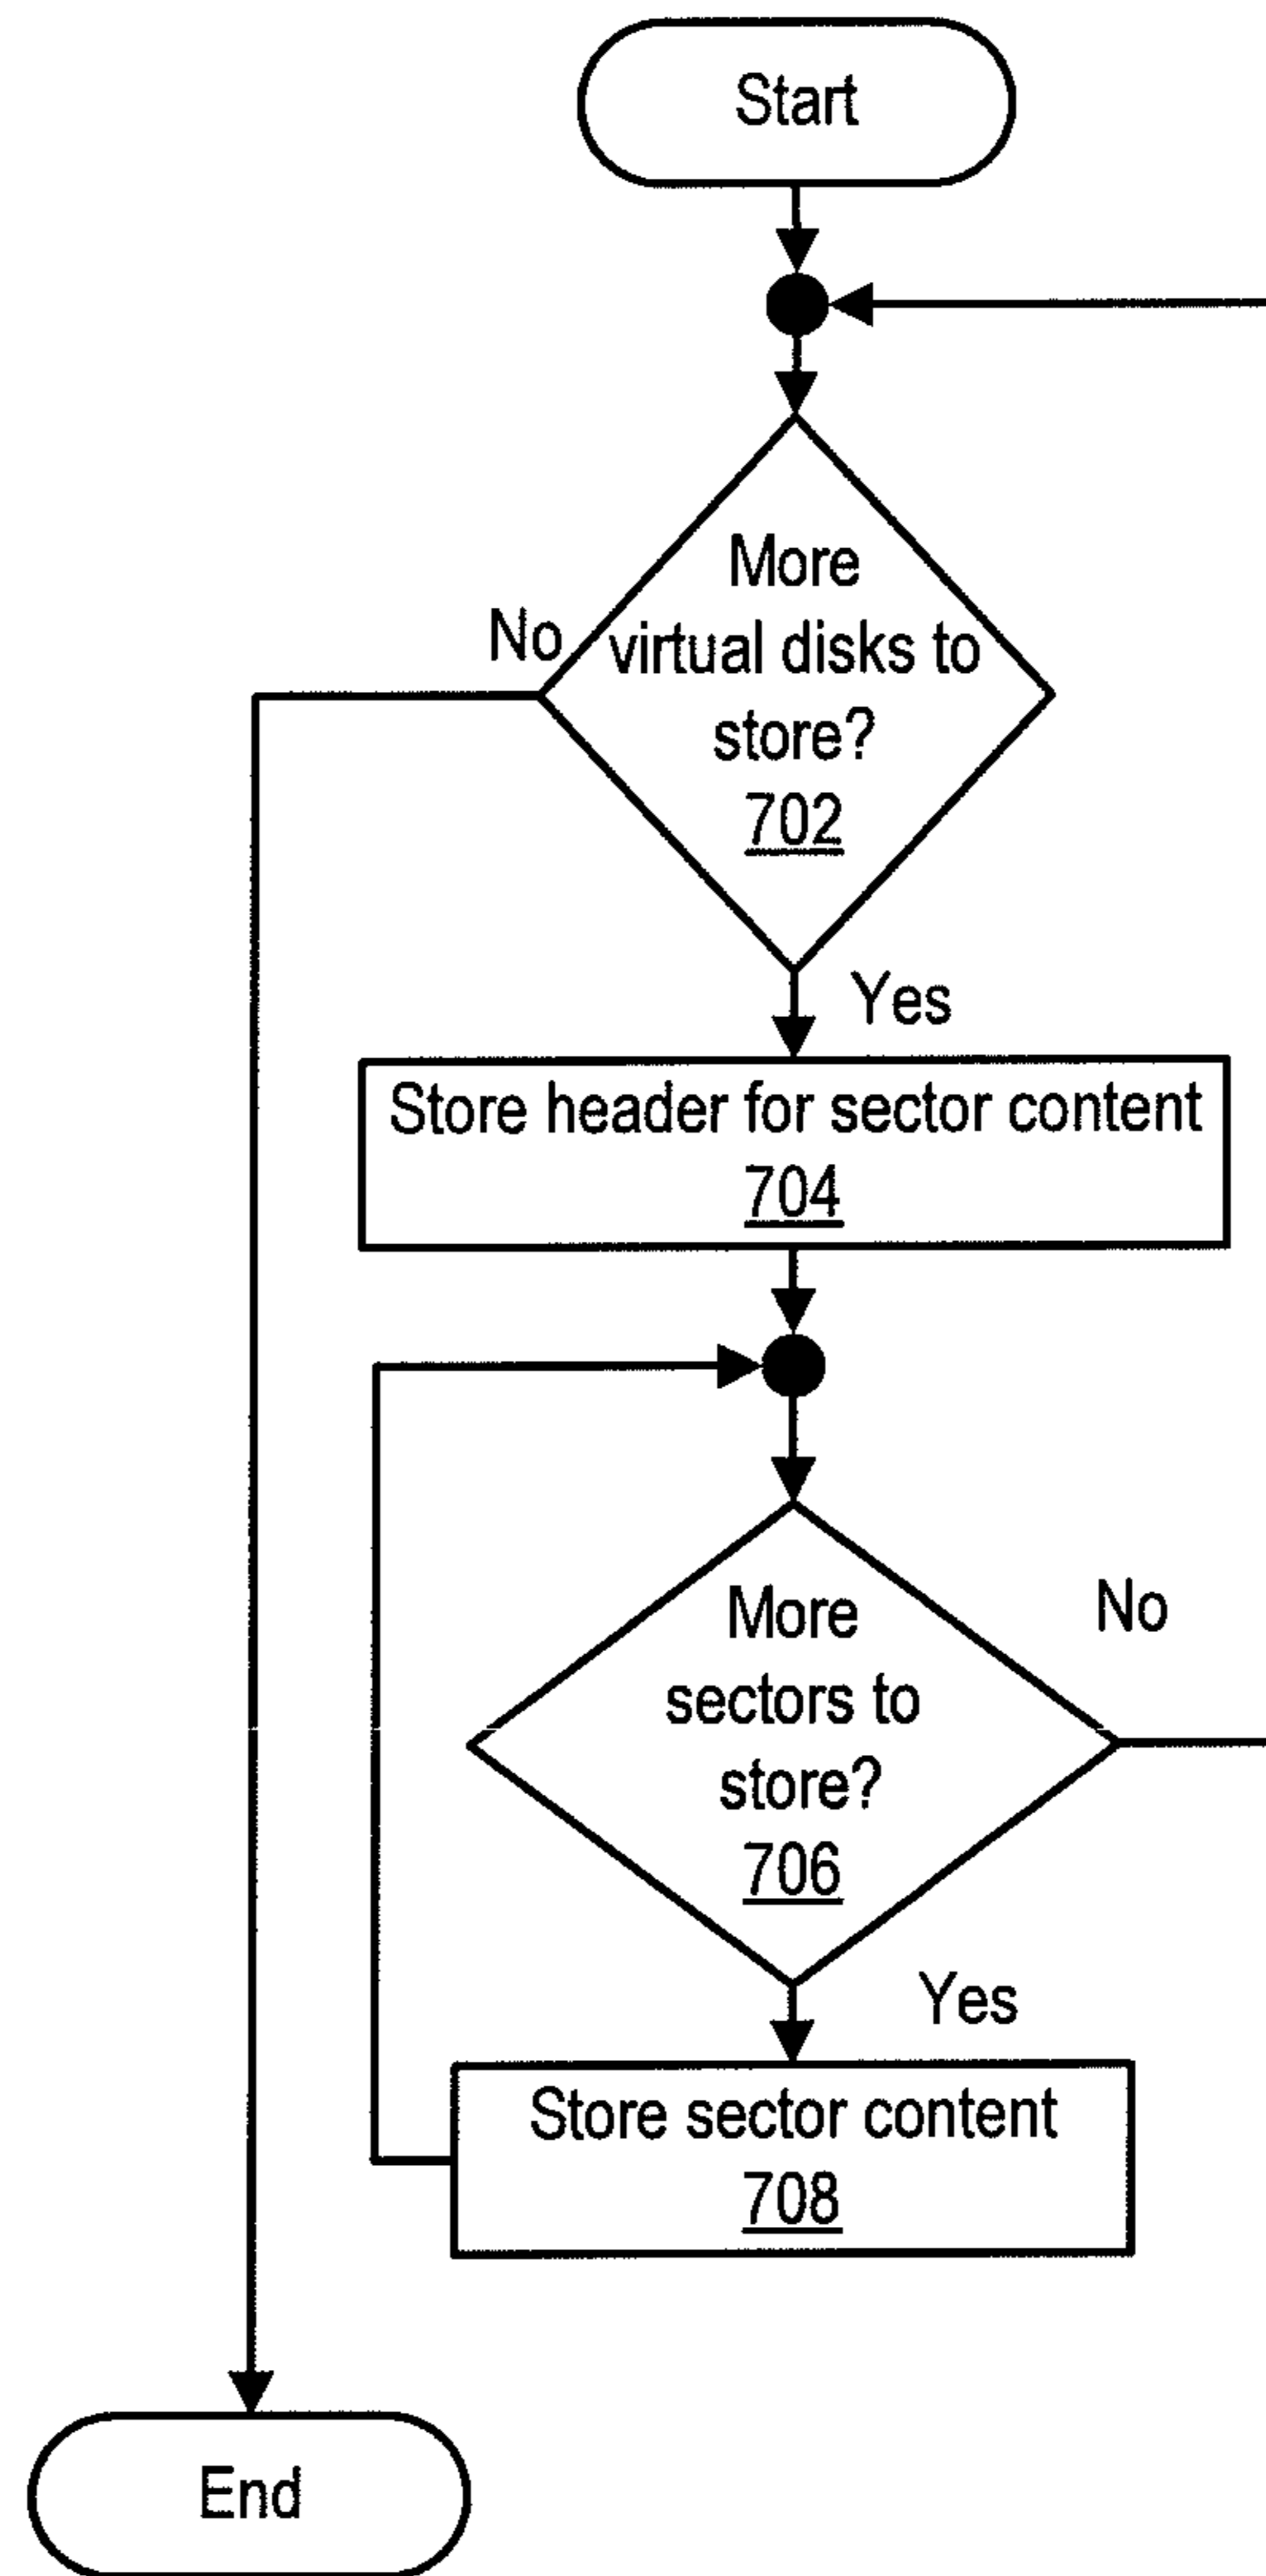 Start
More
No
virtual disks to
store?
702
Yes
Store header for sector content
704
More
No
sectors to
store?
706
Yes
Store sector content
708
End